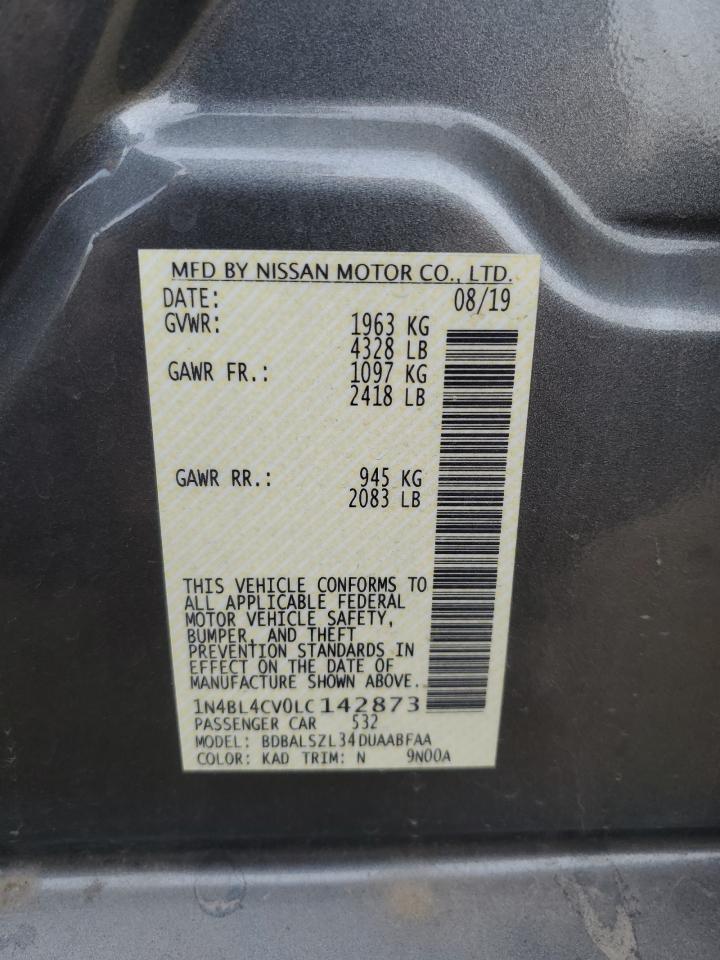 MFD BY NISSAN MOTOR CO., LTD.
DATE: 08/19
GVWR: 1963 KG
4328 LB
GAWR FR.: 1097 KG
2418 LB
GAWR RR.: 945 KG
2083 LB
THIS VEHICLE CONFORMS TO
ALL APPLICABLE FEDERAL
MOTOR VEHICLE SAFETY,
BUMPER, AND THEFT
PREVENTION STANDARDS IN
EFFECT ON THE DATE OF
MANUFACTURE SHOWN ABOVE.
1N4BL4CV0LC142873
PASSENGER CAR 532
MODEL: BDBALSZL34DUAABFAA
COLOR: KAD TRIM: N 9N00A